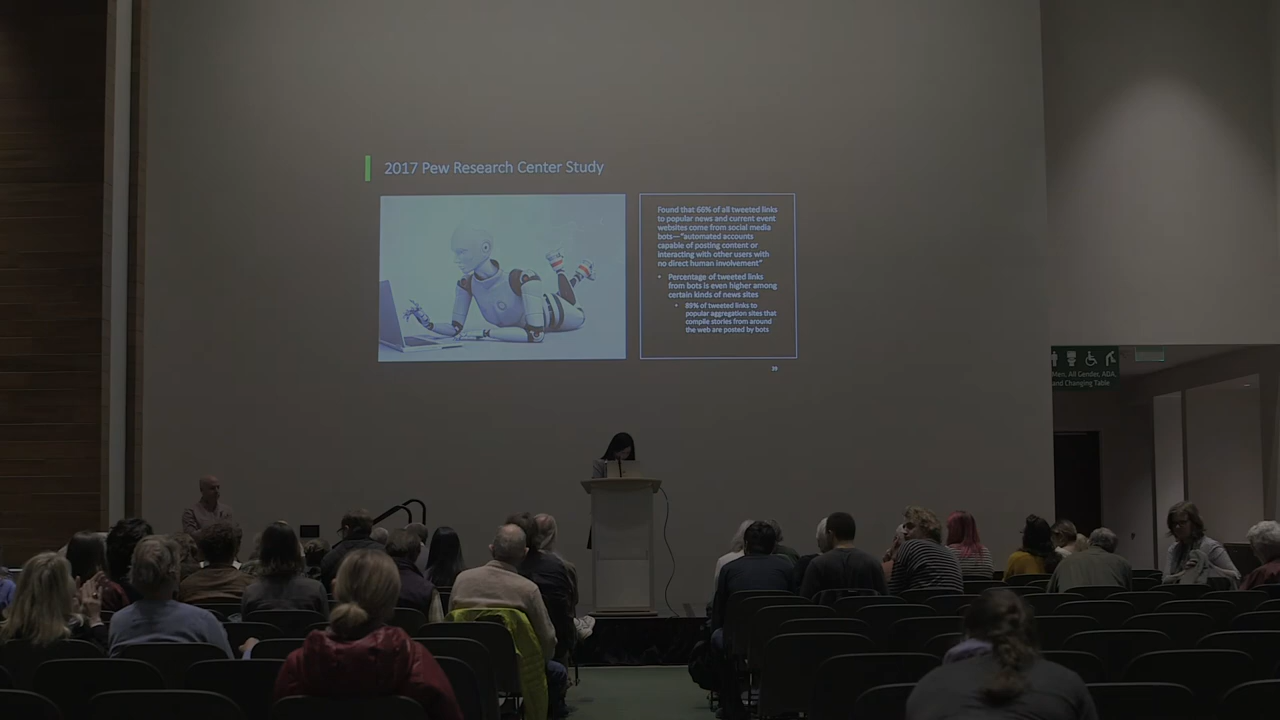 2017 Pew Research Center Study
Found that 66% of all tweeted links
to popular news and current event
websites come from social media
bots—"automated accounts
capable of posting content or
interacting with other users with
no direct human involvement"
• Percentage of tweeted links
from bots is even higher among
certain kinds of news sites
• 89% of tweeted links to
popular aggregation sites that
compile stories from around
the web are posted by bots
39
Men, All Gender, ADA,
and Changing Table